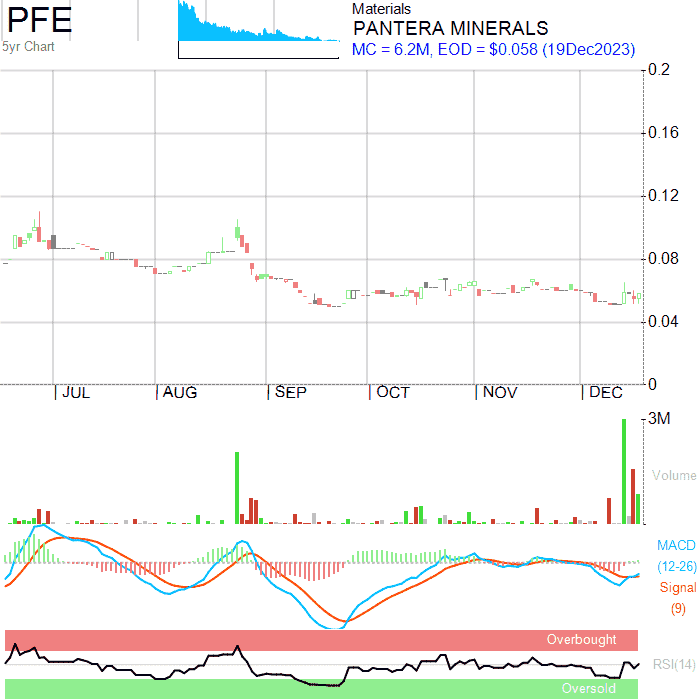 PFE
5yr Chart
Materials
PANTERA MINERALS
MC = 6.2M, EOD = $0.058 (19Dec2023)
0.2
0.16
0.12
0.08
0.04
0
JUL AUG SEP OCT NOV DEC
3M
Volume
MACD
(12-26)
Signal
(9)
Overbought
RSI(14)
Oversold